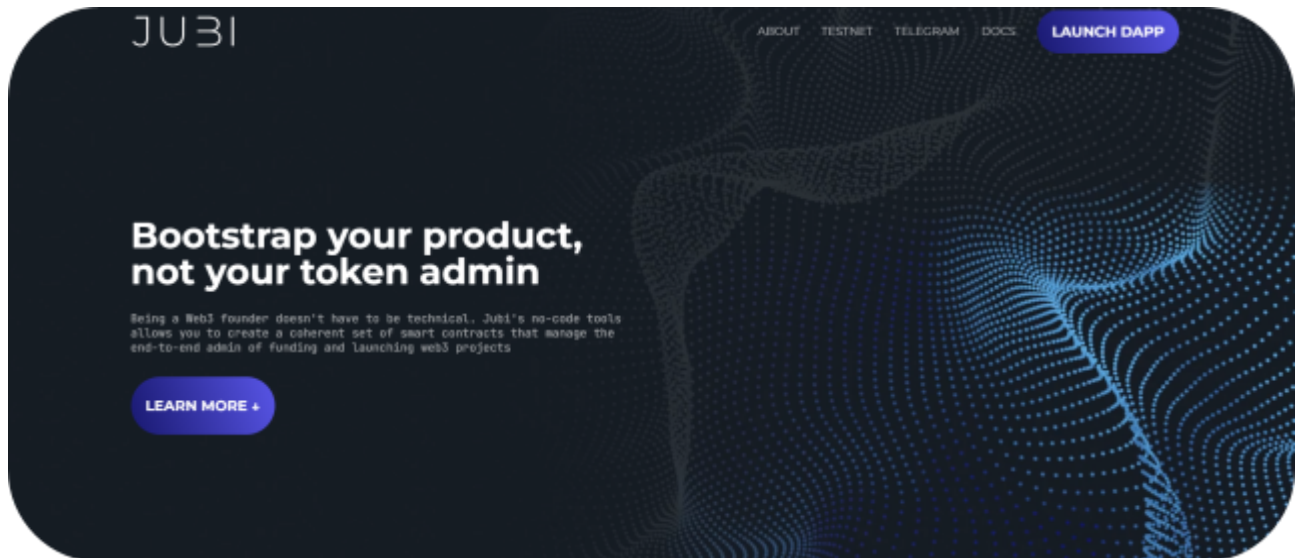 JUBI
ABOUT TESTNET TELEGRAM DOCS LAUNCH DAPP
Bootstrap your product,
not your token admin
Being a Web3 founder doesn't have to be technical. Jubi's no-code tools
allows you to create a coherent set of smart contracts that manage the
end-to-end admin of funding and launching web3 projects
LEARN MORE ↓